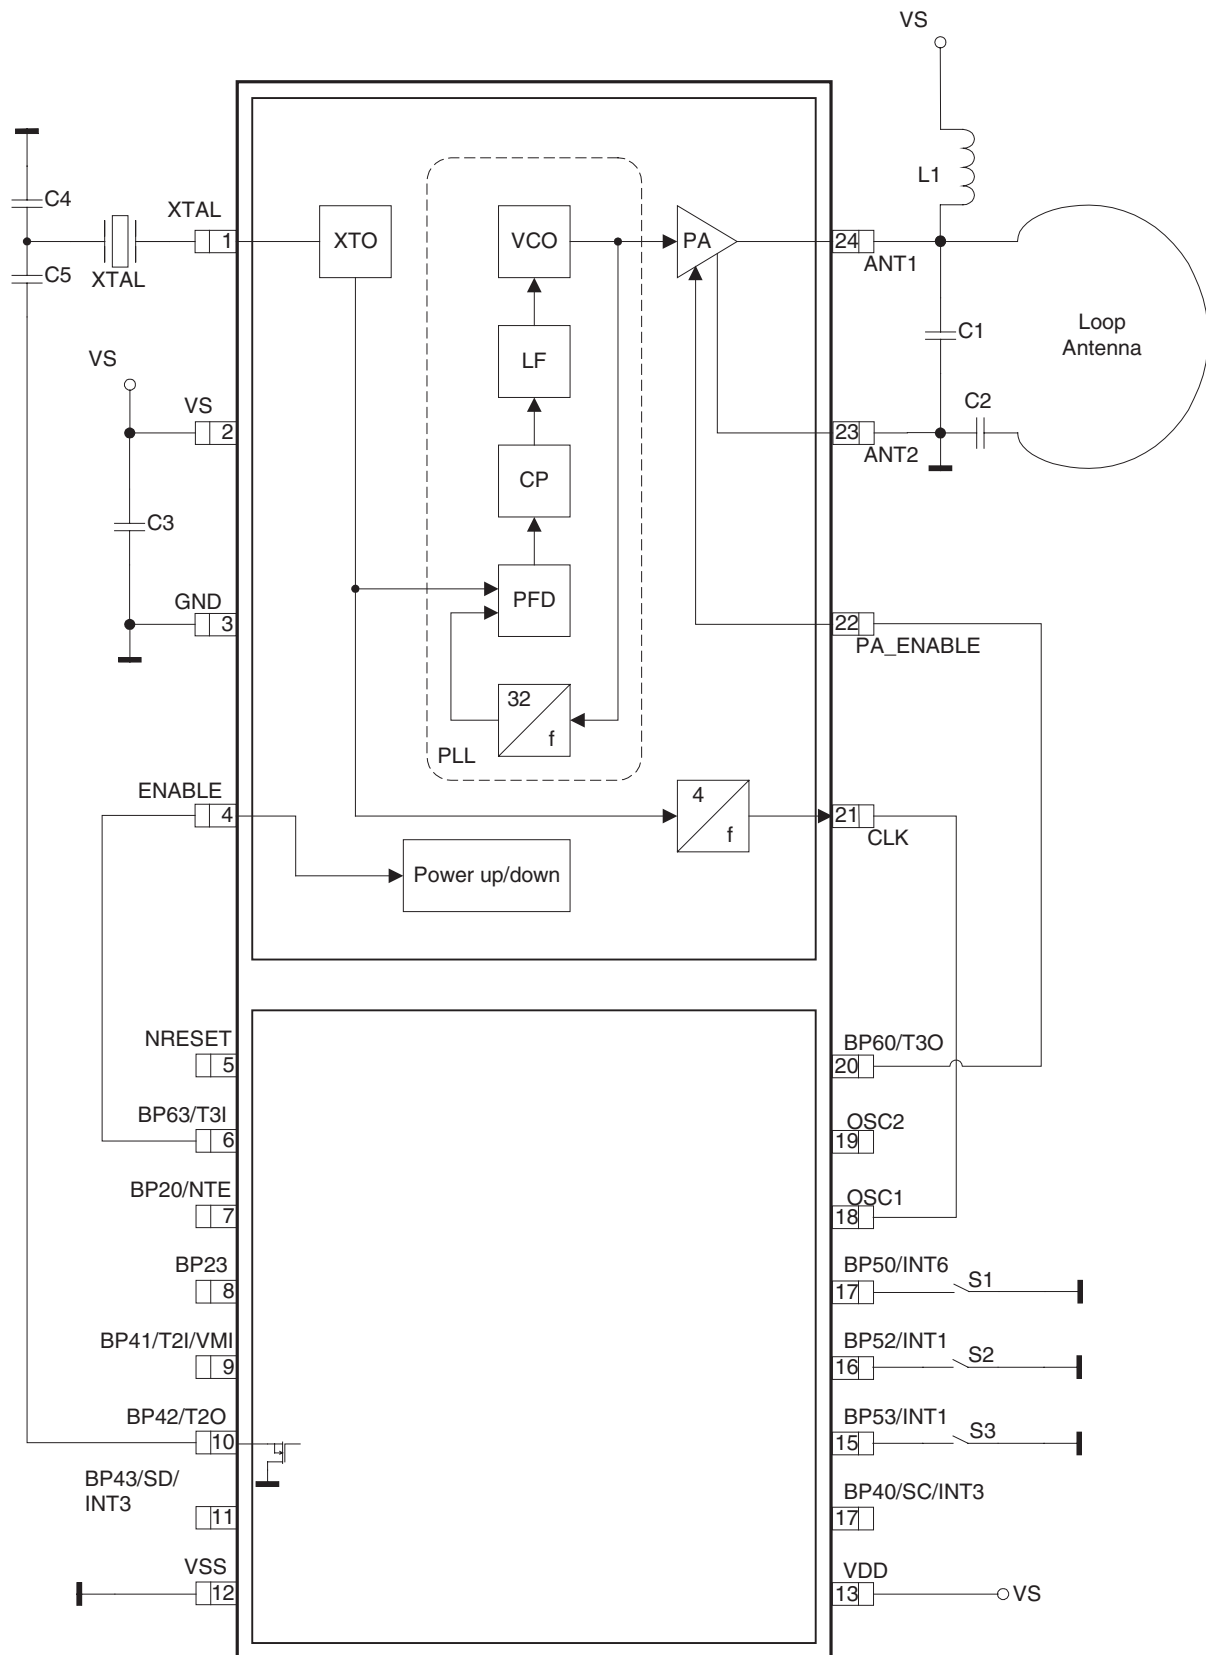 VS
C4
XTAL
1
XTO
VCO
PA
24
ANT1
L1
C5
XTAL
C1
Loop
Antenna
VS
LF
VS
2
C2
23
ANT2
CP
C3
GND
3
PFD
22
PA_ENABLE
32
f
PLL
ENABLE
4
4
f
21
CLK
Power up/down
NRESET
5
BP60/T3O
20
BP63/T3I
6
OSC2
19
BP20/NTE
7
OSC1
18
BP23
8
BP50/INT6
17
S1
BP41/T2I/VMI
9
BP52/INT1
16
S2
BP42/T2O
10
BP53/INT1
15
S3
BP43/SD/
INT3
11
BP40/SC/INT3
17
VSS
12
VDD
13
VS